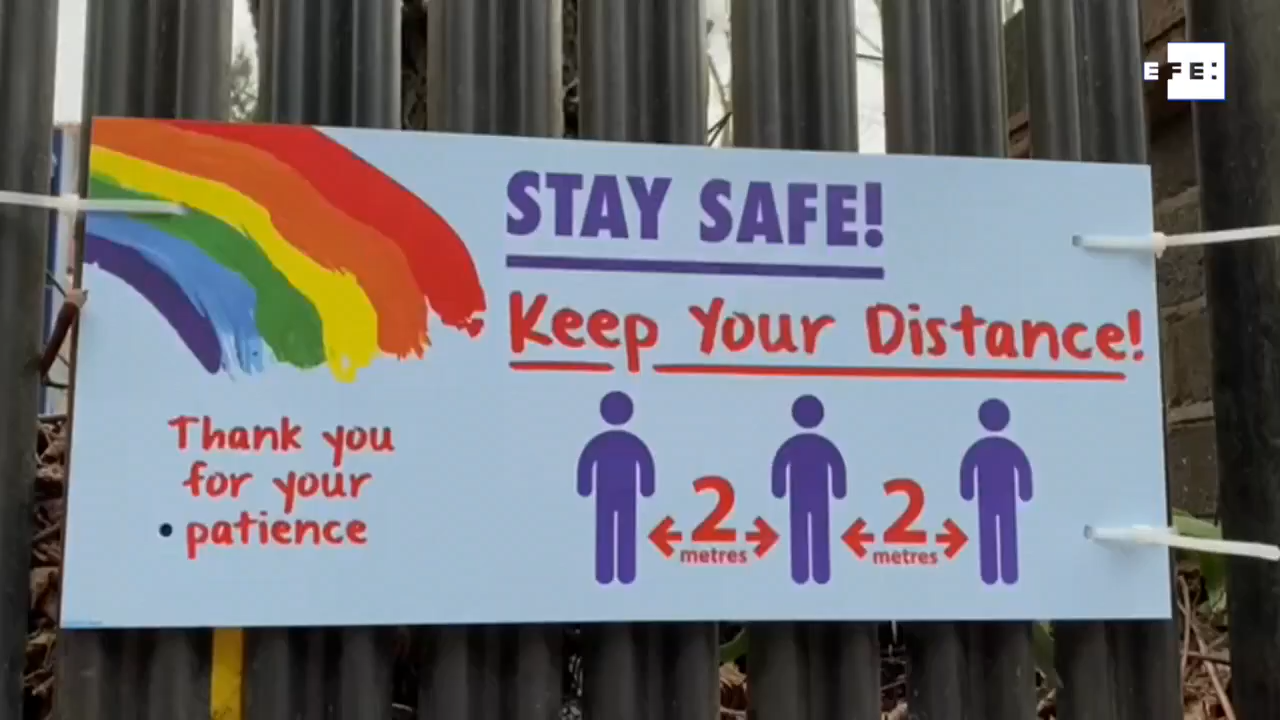 EFE:
STAY SAFE!
Keep Your Distance!
Thank you
for your
patience
2 2
metres metres